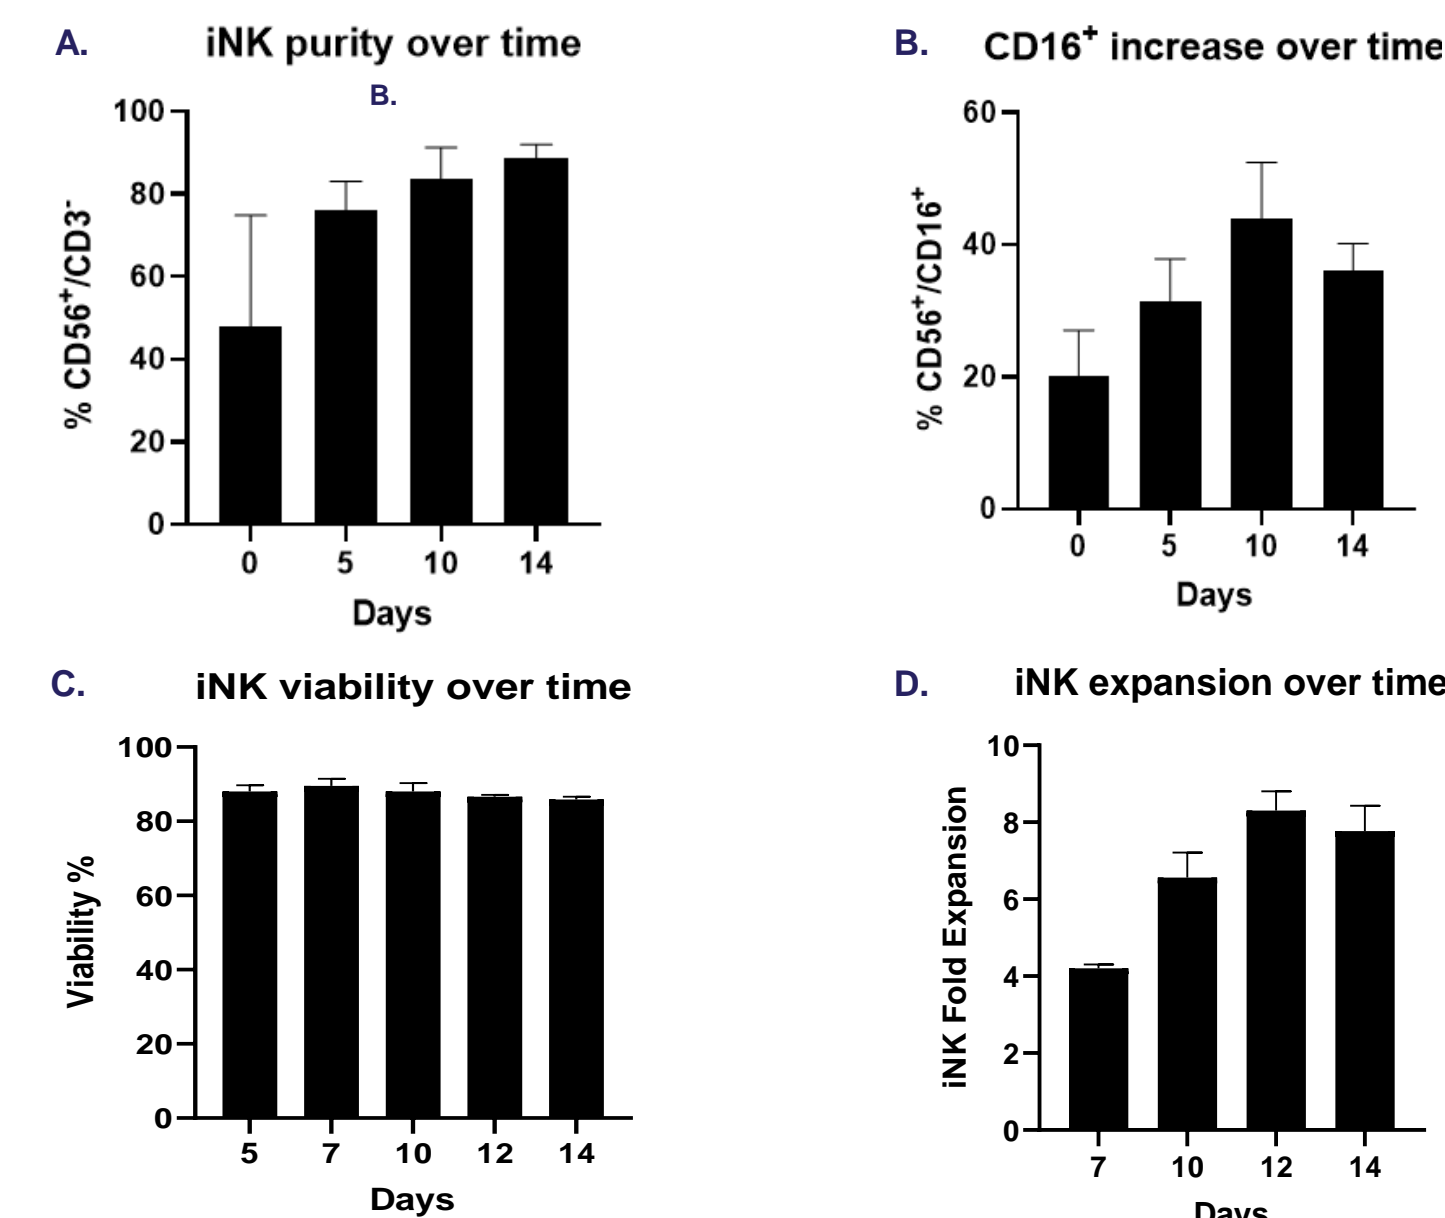 A.
iNK purity over time
B.
100
80
60
40
20
0
% CD56+/CD3-
0 5 10 14
Days
B.
CD16+ increase over time
60
40
20
0
% CD56+/CD16+
0 5 10 14
Days
C.
iNK viability over time
100
80
60
40
20
0
Viability %
5 7 10 12 14
Days
D.
iNK expansion over time
10
8
6
4
2
0
iNK Fold Expansion
7 10 12 14
Days